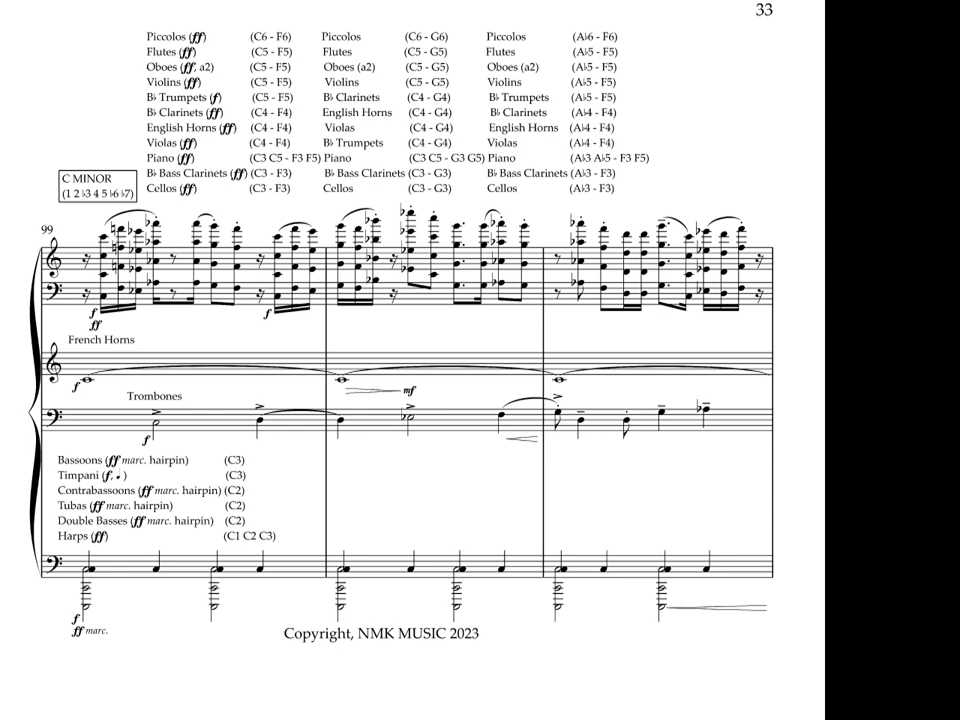 33
Piccolos (ff) (C6 - F6) Piccolos (C6 - G6) Piccolos (A♭6 - F6)
Flutes (ff) (C5 - F5) Flutes (C5 - G5) Flutes (A♭5 - F5)
Oboes (ff, a2) (C5 - F5) Oboes (a2) (C5 - G5) Oboes (a2) (A♭5 - F5)
Violins (ff) (C5 - F5) Violins (C5 - G5) Violins (A♭5 - F5)
B♭ Trumpets (f) (C5 - F5) B♭ Clarinets (C4 - G4) B♭ Trumpets (A♭5 - F5)
B♭ Clarinets (ff) (C4 - F4) English Horns (C4 - G4) B♭ Clarinets (A♭4 - F4)
English Horns (ff) (C4 - F4) Violas (C4 - G4) English Horns (A♭4 - F4)
Violas (ff) (C4 - F4) B♭ Trumpets (C4 - G4) Violas (A♭4 - F4)
Piano (ff) (C3 C5 - F3 F5) Piano (C3 C5 - G3 G5) Piano (A♭3 A♭5 - F3 F5)
B♭ Bass Clarinets (ff) (C3 - F3) B♭ Bass Clarinets (C3 - G3) B♭ Bass Clarinets (A♭3 - F3)
Cellos (ff) (C3 - F3) Cellos (C3 - G3) Cellos (A♭3 - F3)
C MINOR
(1 2 ♭3 4 5 ♭6 ♭7)
99
f f
ff
French Horns
f mf
Trombones
f
Bassoons (ff marc. hairpin) (C3)
Timpani (f, ♩ ) (C3)
Contrabassoons (ff marc. hairpin) (C2)
Tubas (ff marc. hairpin) (C2)
Double Basses (ff marc. hairpin) (C2)
Harps (ff) (C1 C2 C3)
f
ff marc.
Copyright, NMK MUSIC 2023